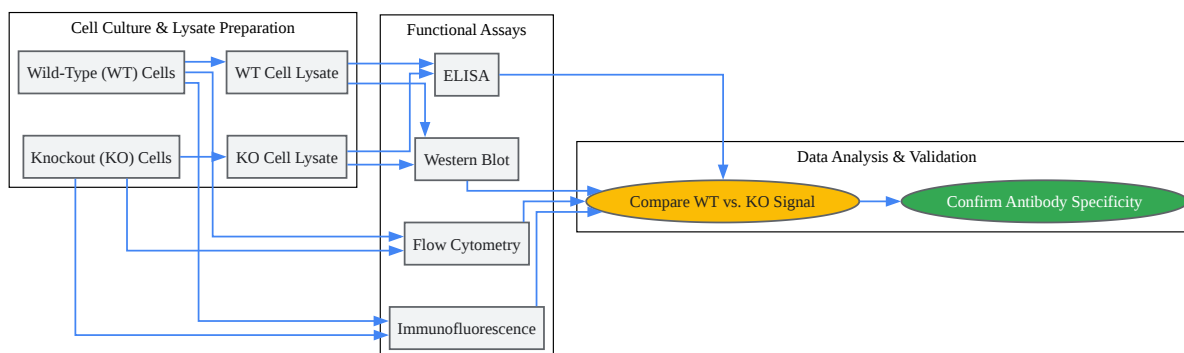 Cell Culture & Lysate Preparation
Functional Assays
Wild-Type (WT) Cells
WT Cell Lysate
ELISA
Knockout (KO) Cells
KO Cell Lysate
Western Blot
Data Analysis & Validation
Compare WT vs. KO Signal
Confirm Antibody Specificity
Flow Cytometry
Immunofluorescence